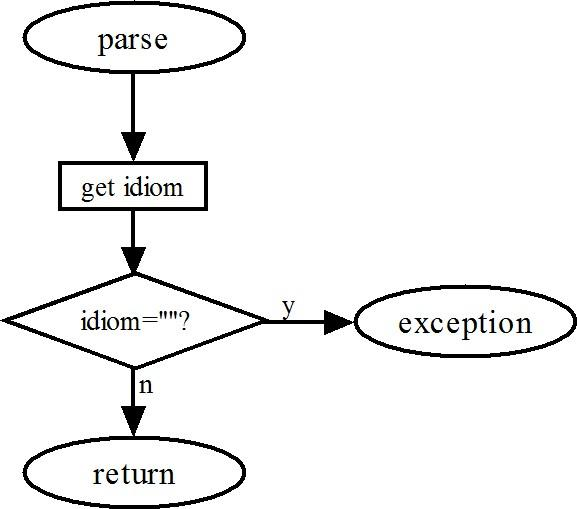 parse
get idiom
idiom=""?
y
exception
n
return